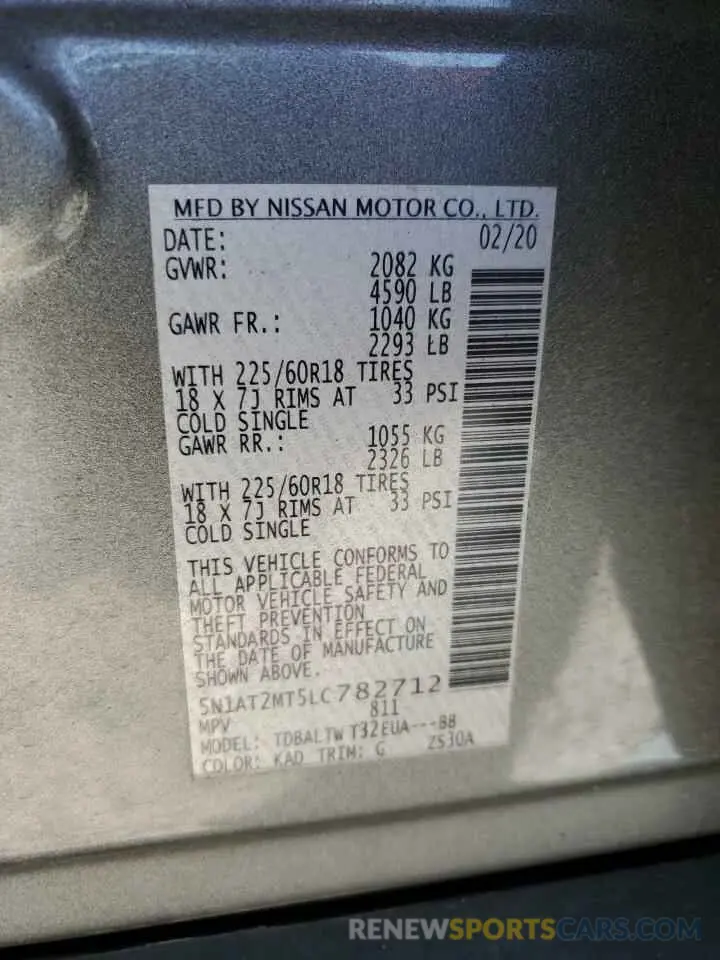 MFD BY NISSAN MOTOR CO., LTD.
DATE: 02/20
GVWR: 2082 KG
4590 LB
GAWR FR.: 1040 KG
2293 LB
WITH 225/60R18 TIRES
18 X 7J RIMS AT 33 PSI
COLD SINGLE
GAWR RR.: 1055 KG
2326 LB
WITH 225/60R18 TIRES
18 X 7J RIMS AT 33 PSI
COLD SINGLE
THIS VEHICLE CONFORMS TO
ALL APPLICABLE FEDERAL
MOTOR VEHICLE SAFETY AND
THEFT PREVENTION
STANDARDS IN EFFECT ON
THE DATE OF MANUFACTURE
SHOWN ABOVE.
5N1AT2MT5LC782712
MPV 811
MODEL: TDBALTW T32EUA---BB
COLOR: KAD TRIM: G ZS30A
RENEWSPORTSCARS.COM